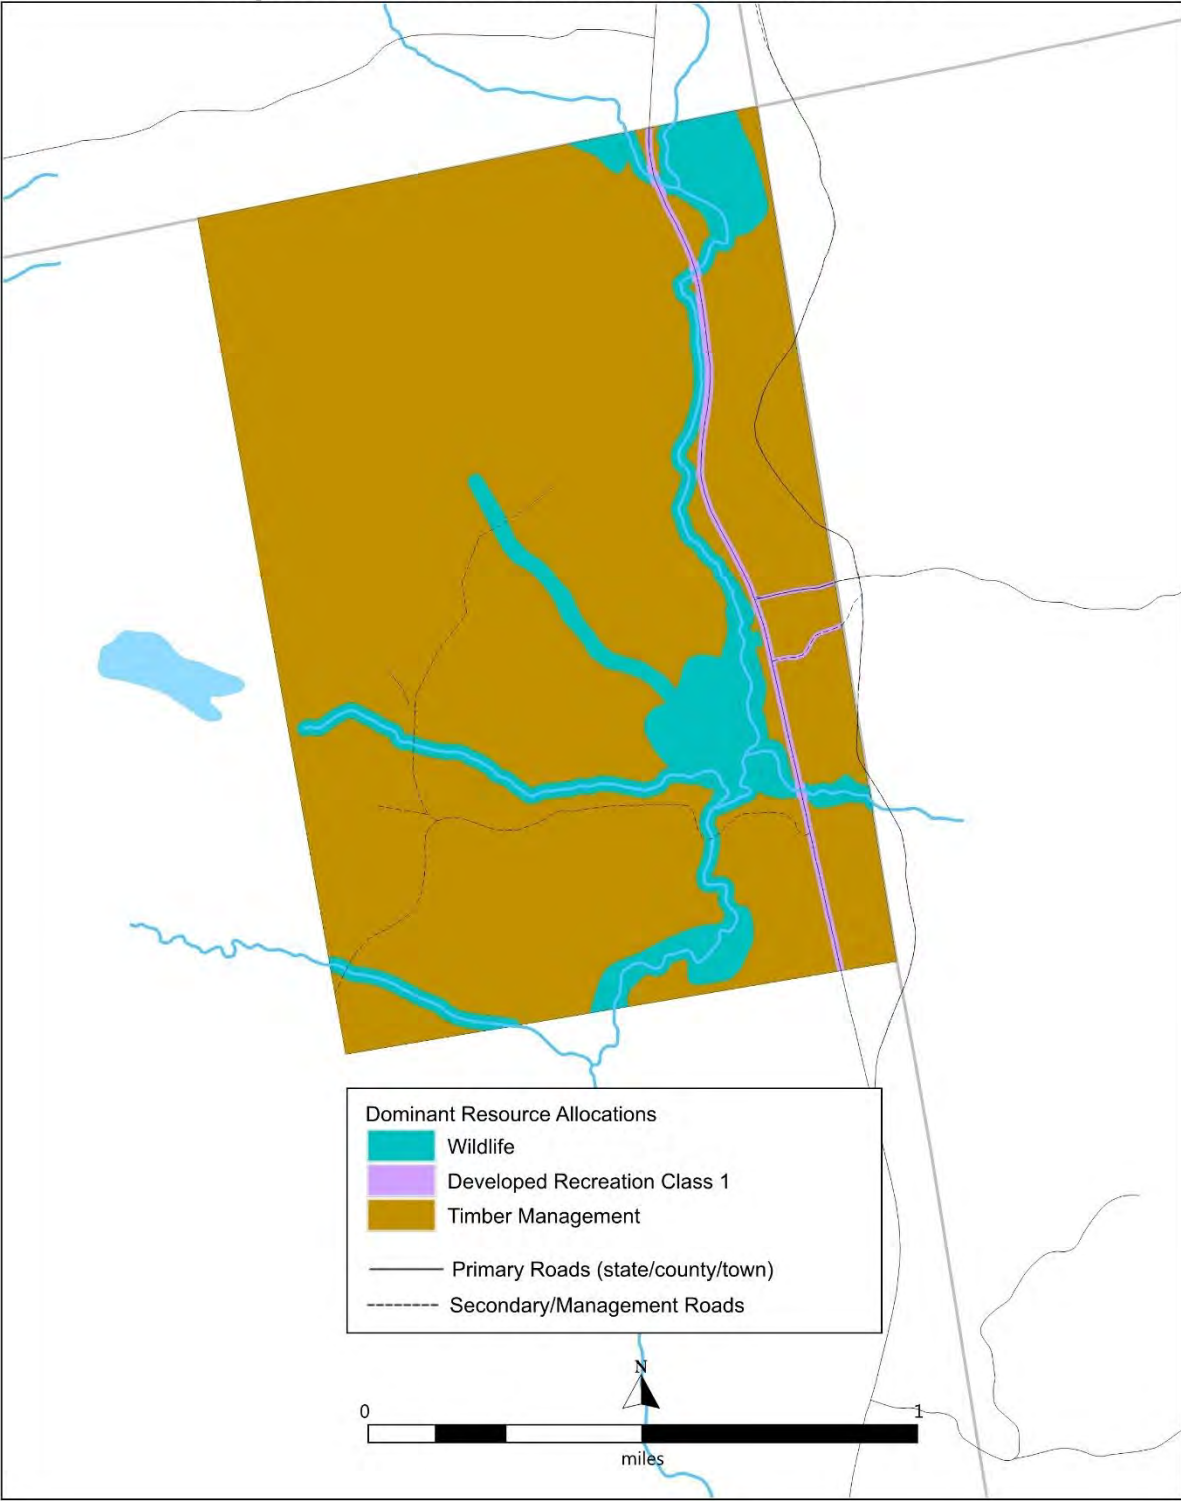 Dominant Resource Allocations
Wildlife
Developed Recreation Class 1
Timber Management
Primary Roads (state/county/town)
Secondary/Management Roads
N
0 1
miles